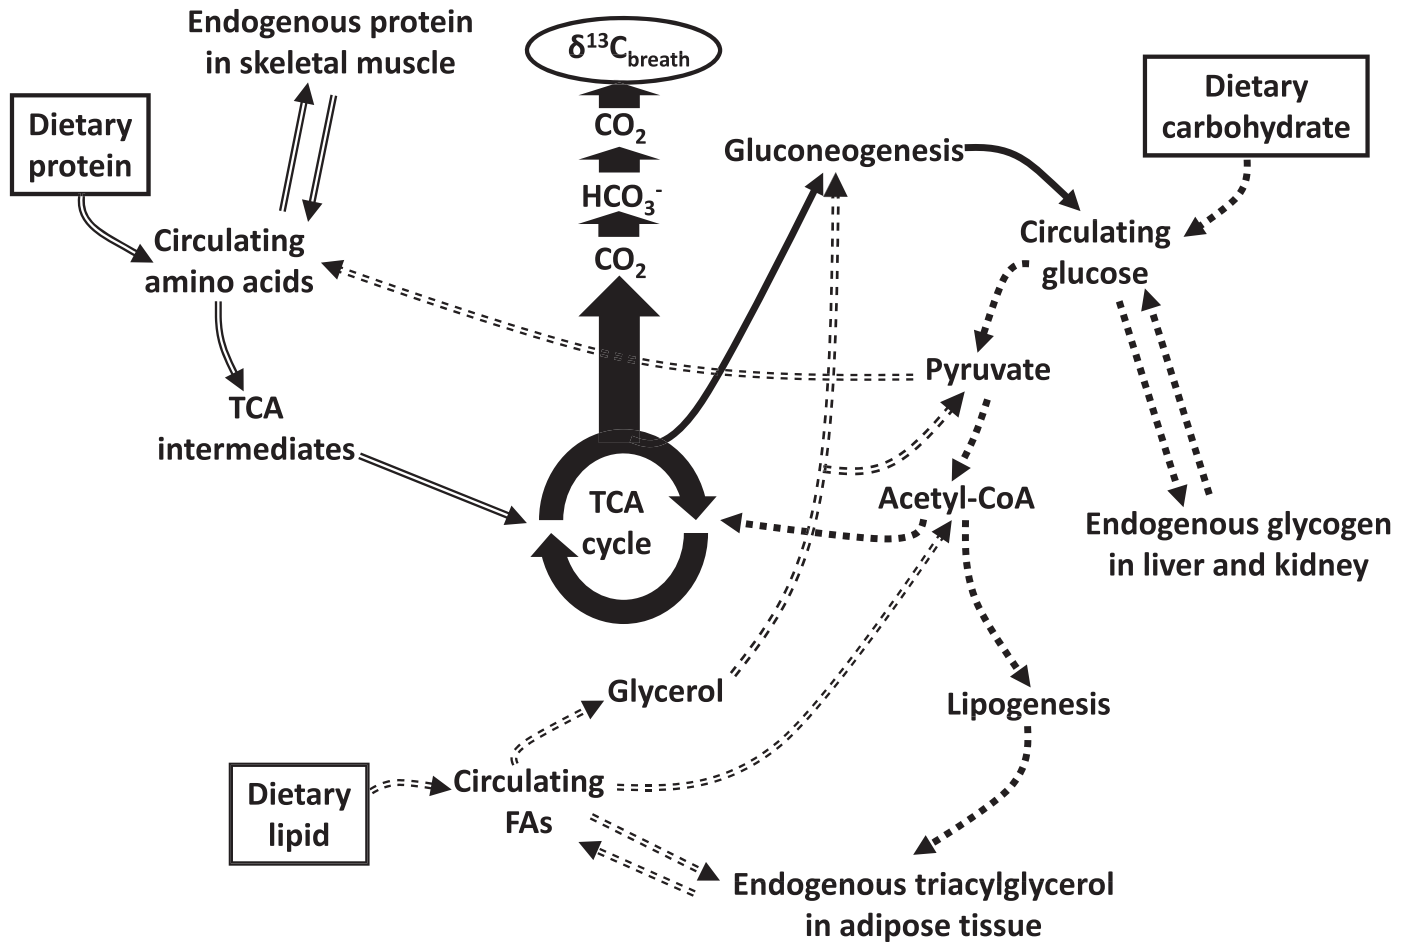 Endogenous protein
in skeletal muscle
δ¹³C_breath
Dietary
carbohydrate
Dietary
protein
CO₂
Gluconeogenesis
HCO₃⁻
Circulating
glucose
Circulating
amino acids
CO₂
Pyruvate
TCA
intermediates
Acetyl-CoA
TCA
cycle
Endogenous glycogen
in liver and kidney
Glycerol
Lipogenesis
Dietary
lipid
Circulating
FAs
Endogenous triacylglycerol
in adipose tissue